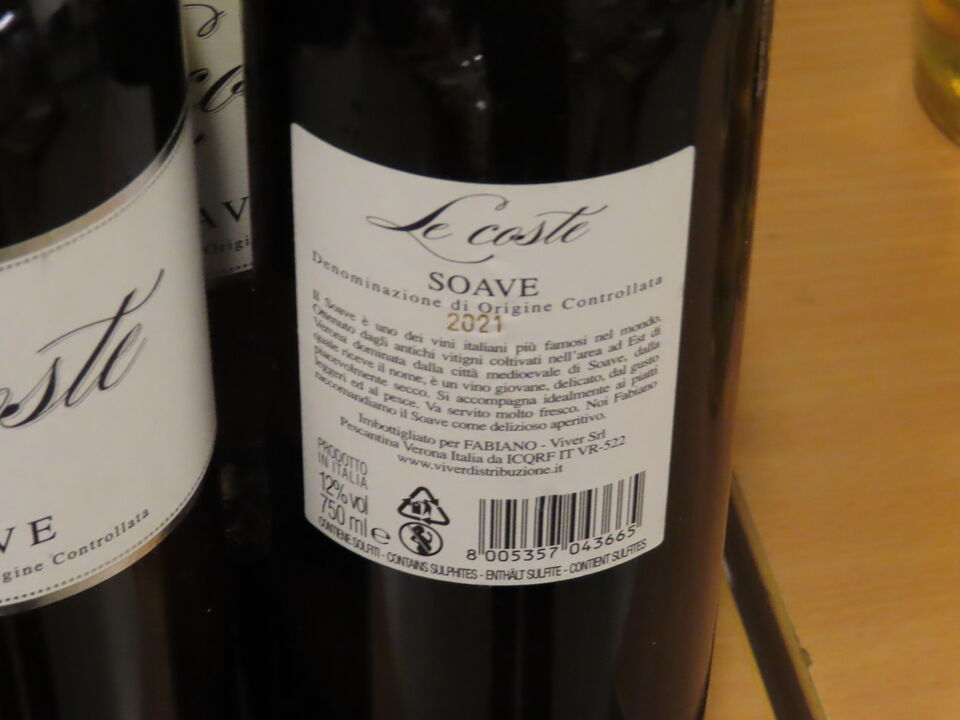 Le coste
SOAVE
Denominazione di Origine Controllata
2021
Il Soave è uno dei vini italiani più famosi nel mondo.
Ottenuto dagli antichi vitigni coltivati nell'area ad Est di
Verona dominata dalla città medioevale di Soave, dalla
quale riceve il nome, è un vino giovane, delicato, dal gusto
piacevolmente secco. Si accompagna idealmente ai piatti
leggeri ed al pesce. Va servito molto fresco. Noi Fabiano
raccomandiamo il Soave come delizioso aperitivo.
Imbottigliato per FABIANO - Viver Srl
Pescantina Verona Italia da ICQRF IT VR-522
www.viverdistribuzione.it
PRODOTTO
IN ITALIA
12% vol
750 ml e
8 005357 043665
CONTIENE SOLFITI - CONTAINS SULPHITES - ENTHÄLT SULFITE - CONTIENT SULFITES
oste
VE
gine Controllata
co
AV
Origi